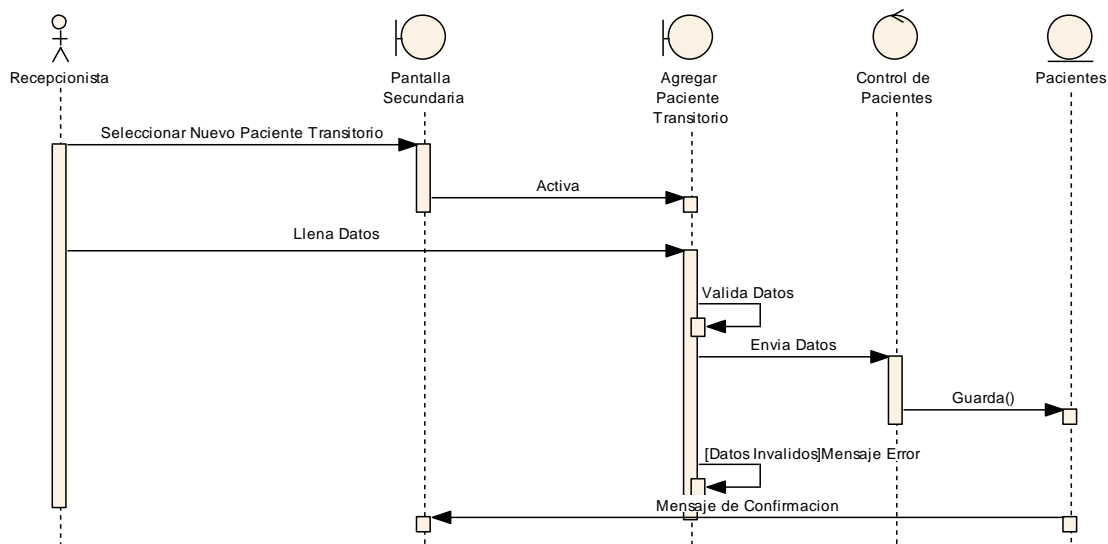 Recepcionista
Pantalla
Secundaria
Agregar
Paciente
Transitorio
Control de
Pacientes
Pacientes
Seleccionar Nuevo Paciente Transitorio
Activa
Llena Datos
Valida Datos
Envia Datos
Guarda()
[Datos Invalidos]Mensaje Error
Mensaje de Confirmacion